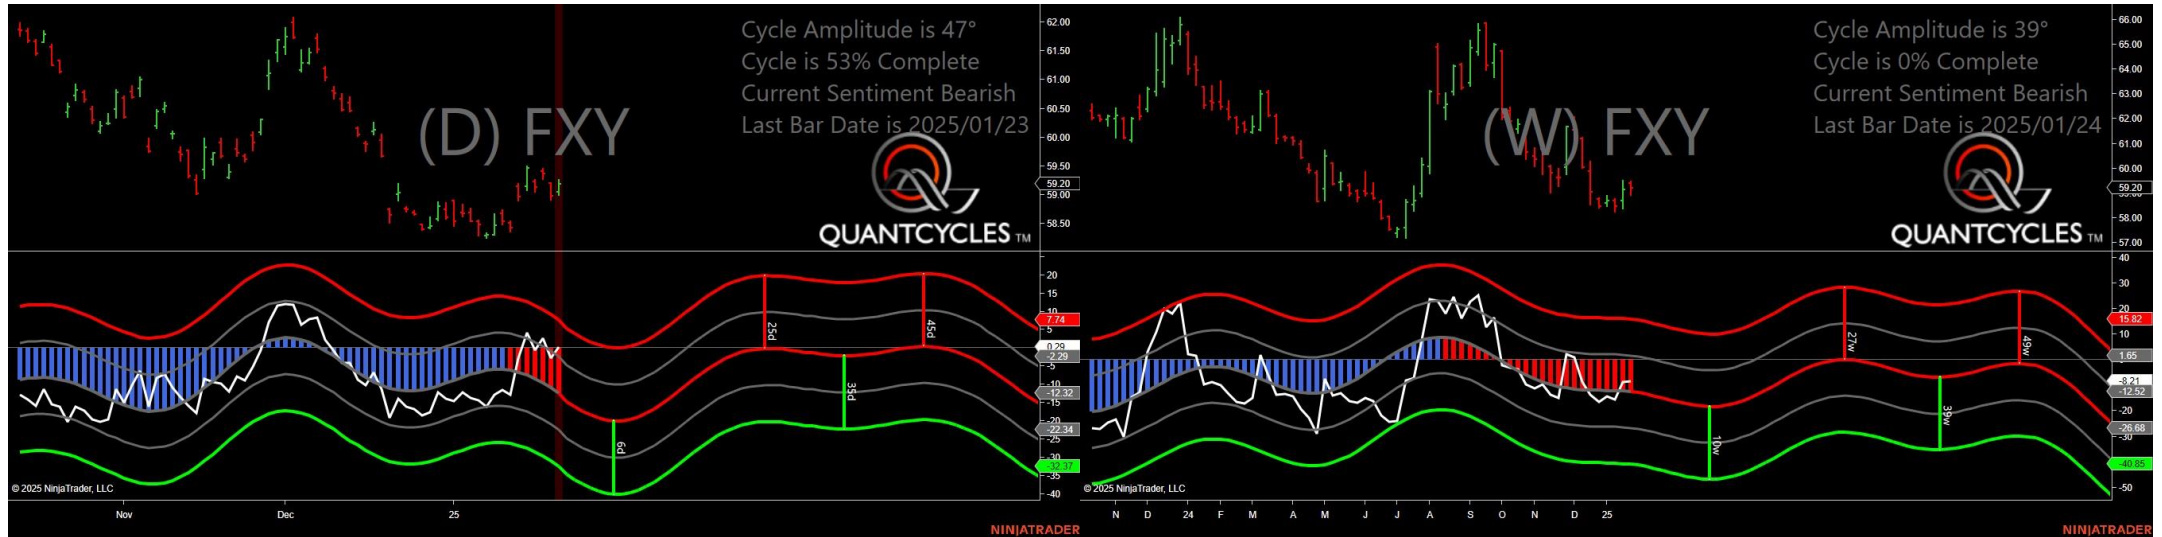 Cycle Amplitude is 47°
Cycle is 53% Complete
Current Sentiment Bearish
Last Bar Date is 2025/01/23
(D) FXY
QUANTCYCLES TM
62.00
61.50
61.00
60.50
60.00
59.50
59.20
59.00
58.50
20
15
10
7.74
5
0.29
-2.29
-5
-10
-12.32
-15
-20
-22.34
-25
-30
-32.37
-35
-40
25d
45d
35d
6d
© 2025 NinjaTrader, LLC
Nov
Dec
25
NINJATRADER
Cycle Amplitude is 39°
Cycle is 0% Complete
Current Sentiment Bearish
Last Bar Date is 2025/01/24
(W) FXY
QUANTCYCLES TM
66.00
65.00
64.00
63.00
62.00
61.00
60.00
59.20
58.00
57.00
40
30
20
15.82
10
1.65
-8.21
-12.52
-20
-26.68
-30
-40.85
-50
27w
49w
39w
10w
© 2025 NinjaTrader, LLC
N D 24 F M A M J J A S O N D 25
NINJATRADER